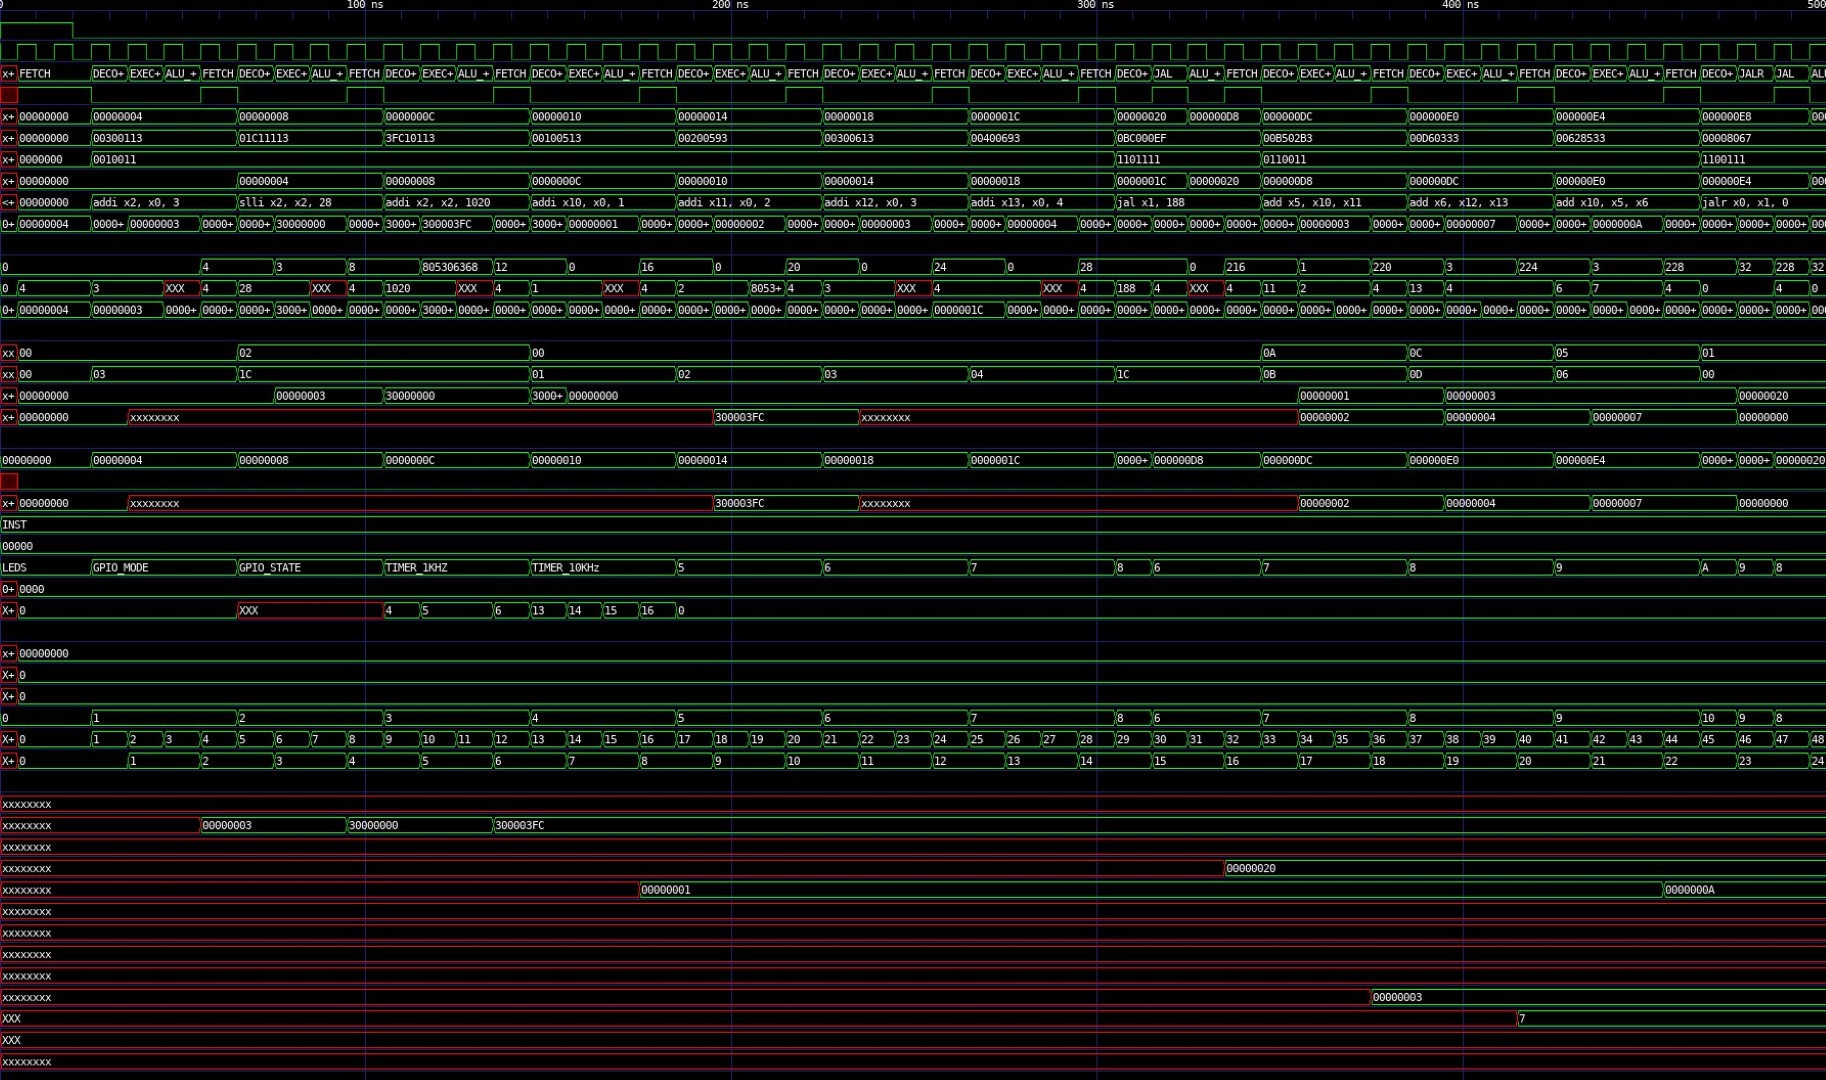 0 100 ns 200 ns 300 ns 400 ns 500
x+ FETCH DECO+ EXEC+ ALU_+ FETCH DECO+ EXEC+ ALU_+ FETCH DECO+ EXEC+ ALU_+ FETCH DECO+ EXEC+ ALU_+ FETCH DECO+ EXEC+ ALU_+ FETCH DECO+ EXEC+ ALU_+ FETCH DECO+ EXEC+ ALU_+ FETCH DECO+ JAL ALU_+ FETCH DECO+ EXEC+ ALU_+ FETCH DECO+ EXEC+ ALU_+ FETCH DECO+ EXEC+ ALU_+ FETCH DECO+ JALR JAL ALU
x+ 00000000 00000004 00000008 0000000C 00000010 00000014 00000018 0000001C 00000020 000000D8 000000DC 000000E0 000000E4 000000E8 000
x+ 00000000 00300113 01C11113 3FC10113 00100513 00200593 00300613 00400693 0BC000EF 00B502B3 00D60333 00628533 00008067
x+ 0000000 0010011 1101111 0110011 1100111
x+ 00000000 00000004 00000008 0000000C 00000010 00000014 00000018 0000001C 00000020 000000D8 000000DC 000000E0 000000E4 000
<+ 00000000 addi x2, x0, 3 slli x2, x2, 28 addi x2, x2, 1020 addi x10, x0, 1 addi x11, x0, 2 addi x12, x0, 3 addi x13, x0, 4 jal x1, 188 add x5, x10, x11 add x6, x12, x13 add x10, x5, x6 jalr x0, x1, 0
0+ 00000004 0000+ 00000003 0000+ 0000+ 30000000 0000+ 3000+ 300003FC 0000+ 3000+ 00000001 0000+ 0000+ 00000002 0000+ 0000+ 00000003 0000+ 0000+ 00000004 0000+ 0000+ 0000+ 0000+ 0000+ 0000+ 00000003 0000+ 0000+ 00000007 0000+ 0000+ 0000000A 0000+ 0000+ 0000+ 000
0 4 3 8 805306368 12 0 16 0 20 0 24 0 28 0 216 1 220 3 224 3 228 32 228 32
0 4 3 XXX 4 28 XXX 4 1020 XXX 4 1 XXX 4 2 8053+ 4 3 XXX 4 XXX 4 188 4 XXX 4 11 2 4 13 4 6 7 4 0 4 0
0+ 00000004 00000003 0000+ 0000+ 0000+ 3000+ 0000+ 0000+ 0000+ 3000+ 0000+ 0000+ 0000+ 0000+ 0000+ 0000+ 0000+ 0000+ 0000+ 0000+ 0000+ 0000+ 0000+ 0000001C 0000+ 0000+ 0000+ 0000+ 0000+ 0000+ 0000+ 0000+ 0000+ 0000+ 0000+ 0000+ 0000+ 0000+ 0000+ 0000+ 0000+ 0000+ 0000+ 0000+ 0000+ 0000+ 000
xx 00 02 00 0A 0C 05 01
xx 00 03 1C 01 02 03 04 1C 0B 0D 06 00
x+ 00000000 00000003 30000000 3000+ 00000000 00000001 00000003 00000020
x+ 00000000 xxxxxxxx 300003FC xxxxxxxx 00000002 00000004 00000007 00000000
00000000 00000004 00000008 0000000C 00000010 00000014 00000018 0000001C 0000+ 000000D8 000000DC 000000E0 000000E4 0000+ 0000+ 00000020
x+ 00000000 xxxxxxxx 300003FC xxxxxxxx 00000002 00000004 00000007 00000000
INST
00000
LEDS GPIO_MODE GPIO_STATE TIMER_1KHZ TIMER_10KHz 5 6 7 8 6 7 8 9 A 9 8
0+ 0000
X+ 0 XXX 4 5 6 13 14 15 16 0
x+ 00000000
X+ 0
X+ 0
0 1 2 3 4 5 6 7 8 6 7 8 9 10 9 8
X+ 0 1 2 3 4 5 6 7 8 9 10 11 12 13 14 15 16 17 18 19 20 21 22 23 24 25 26 27 28 29 30 31 32 33 34 35 36 37 38 39 40 41 42 43 44 45 46 47 48
X+ 0 1 2 3 4 5 6 7 8 9 10 11 12 13 14 15 16 17 18 19 20 21 22 23 24
xxxxxxxx
xxxxxxxx 00000003 30000000 300003FC
xxxxxxxx
xxxxxxxx 00000020
xxxxxxxx 00000001 0000000A
xxxxxxxx
xxxxxxxx
xxxxxxxx
xxxxxxxx
xxxxxxxx 00000003
XXX 7
XXX
xxxxxxxx